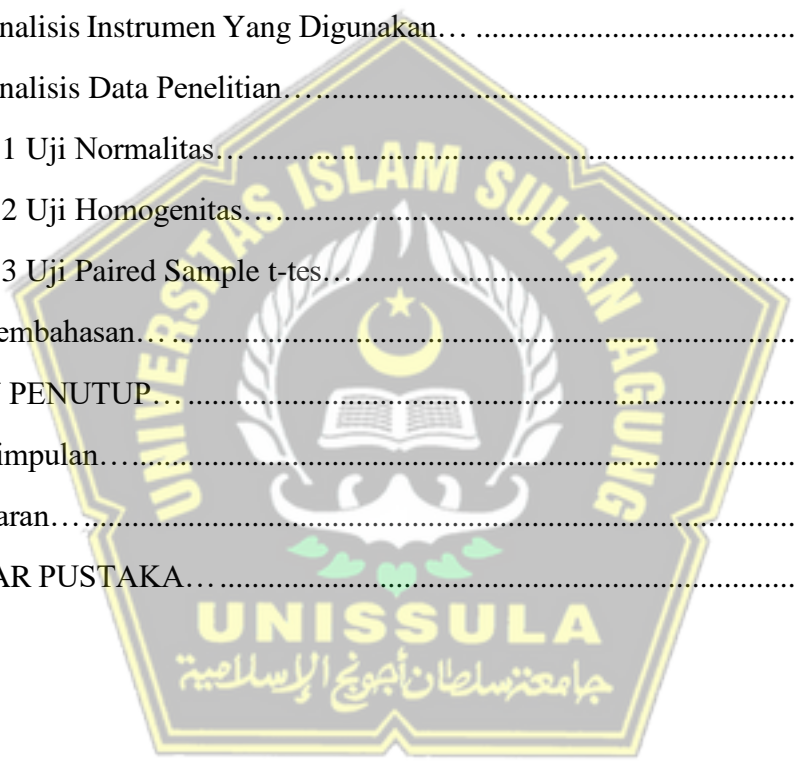 nalisis Instrumen Yang Digunakan… ........................................
nalisis Data Penelitian….............................................................
1 Uji Normalitas… .....................................................................
2 Uji Homogenitas…..................................................................
3 Uji Paired Sample t-tes….........................................................
embahasan…...............................................................................
PENUTUP….............................................................................
impulan…....................................................................................
aran…..........................................................................................
AR PUSTAKA… .........................................................................
UNIVERSITAS ISLAM SULTAN AGUNG
UNISSULA
جامعة سلطان أجونج الإسلامية